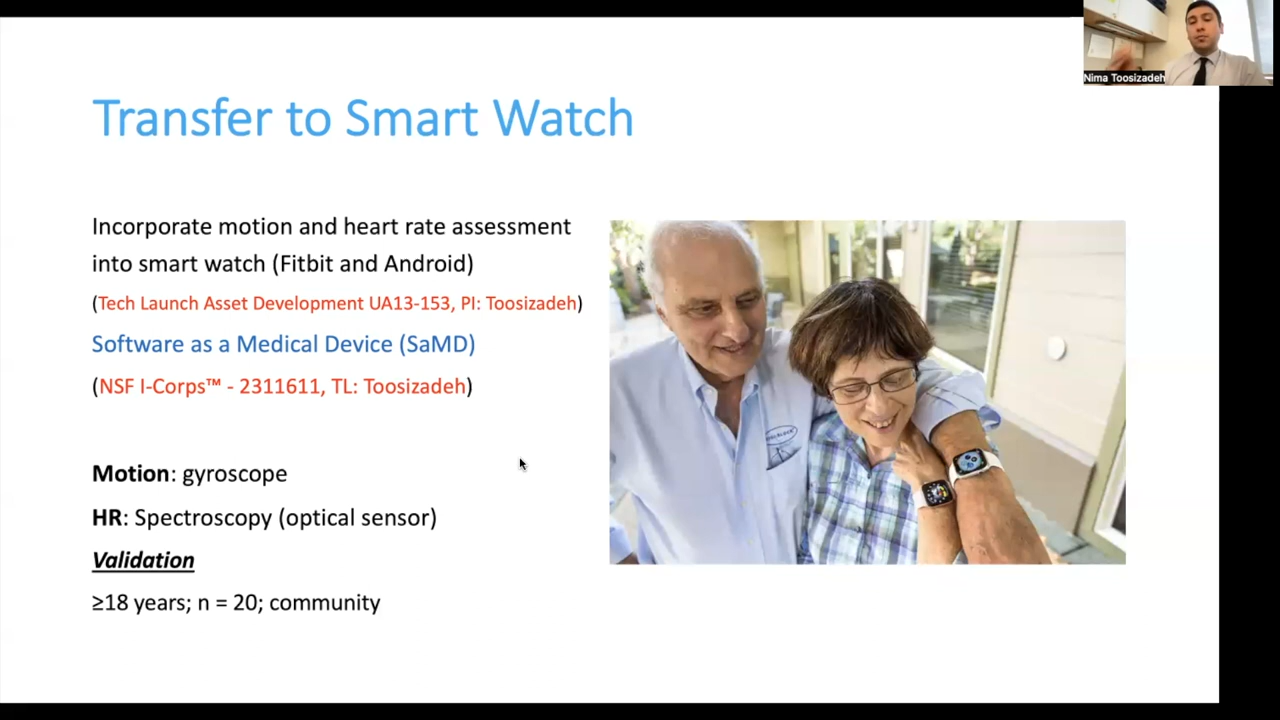 Nima Toosizadeh
Transfer to Smart Watch
Incorporate motion and heart rate assessment
into smart watch (Fitbit and Android)
(Tech Launch Asset Development UA13-153, PI: Toosizadeh)
Software as a Medical Device (SaMD)
(NSF I-Corps™ - 2311611, TL: Toosizadeh)
Motion: gyroscope
HR: Spectroscopy (optical sensor)
Validation
≥18 years; n = 20; community